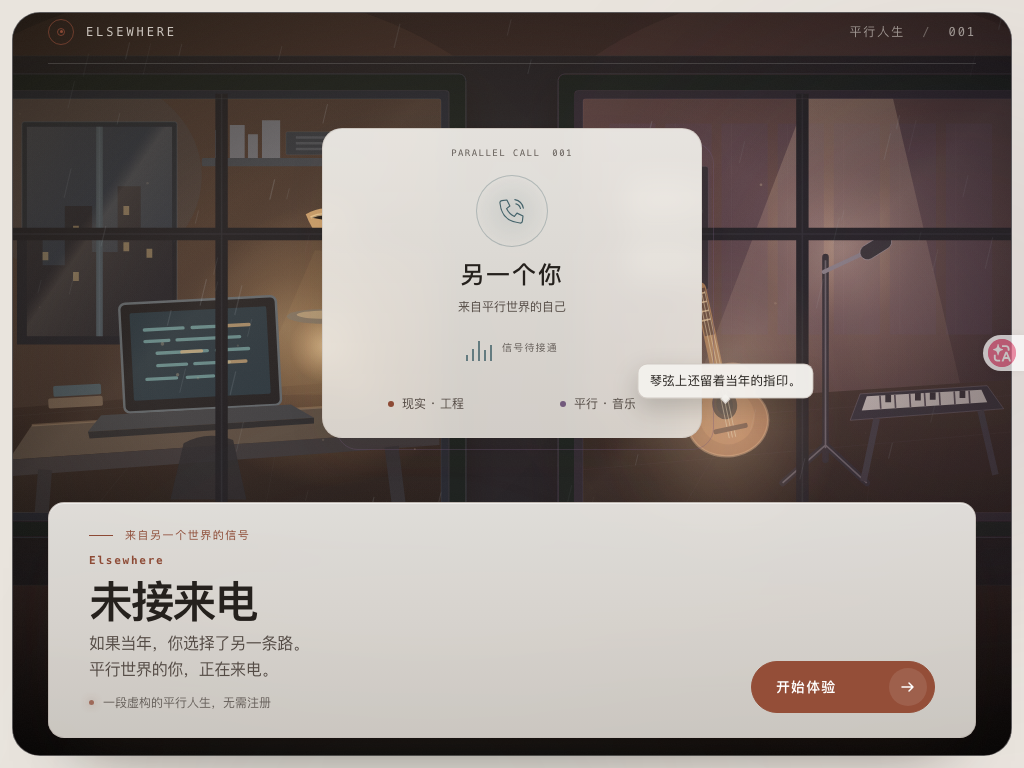 ELSEWHERE
平行人生 / 001
PARALLEL CALL 001
另一个你
来自平行世界的自己
信号待接通
琴弦上还留着当年的指印。
现实 · 工程
平行 · 音乐
来自另一个世界的信号
Elsewhere
未接来电
如果当年，你选择了另一条路。
平行世界的你，正在来电。
一段虚构的平行人生，无需注册
开始体验